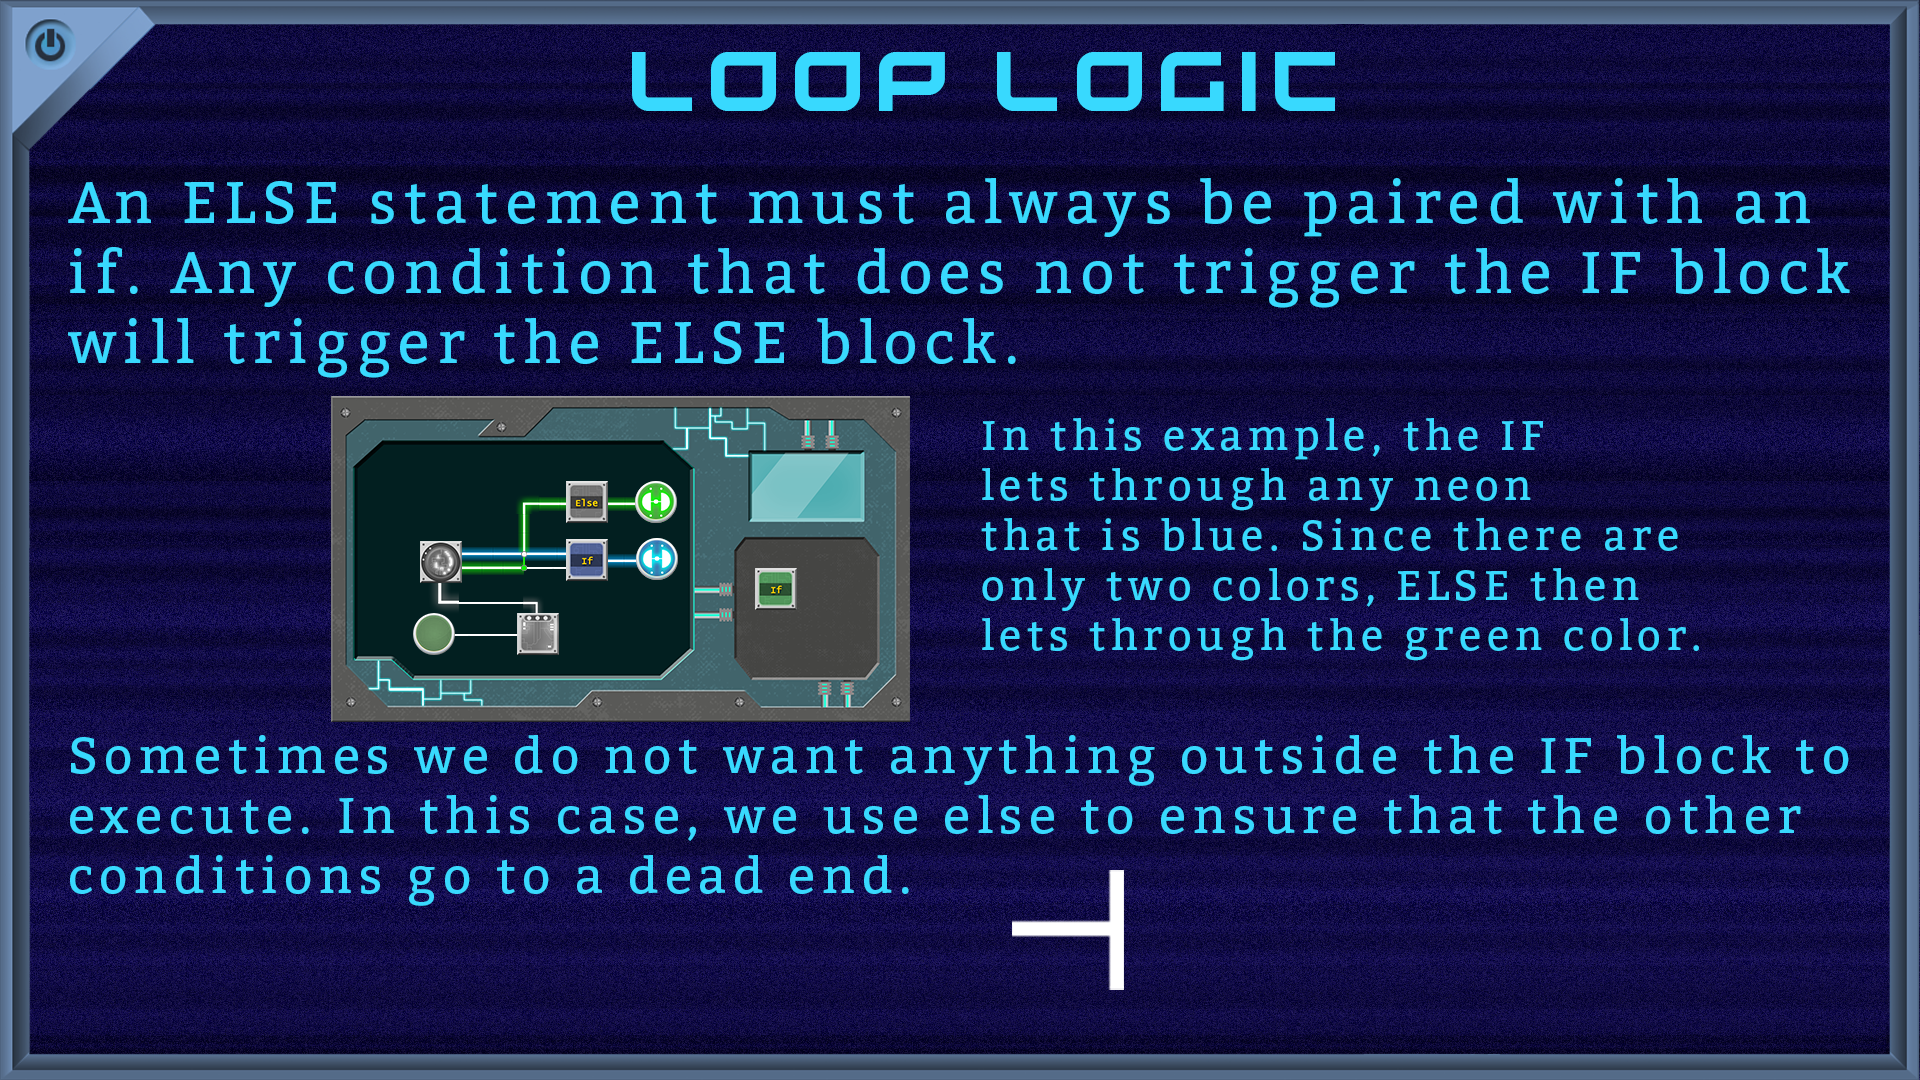 LOOP LOGIC
An ELSE statement must always be paired with an
if. Any condition that does not trigger the IF block
will trigger the ELSE block.
Else
If
If
In this example, the IF
lets through any neon
that is blue. Since there are
only two colors, ELSE then
lets through the green color.
Sometimes we do not want anything outside the IF block to
execute. In this case, we use else to ensure that the other
conditions go to a dead end.